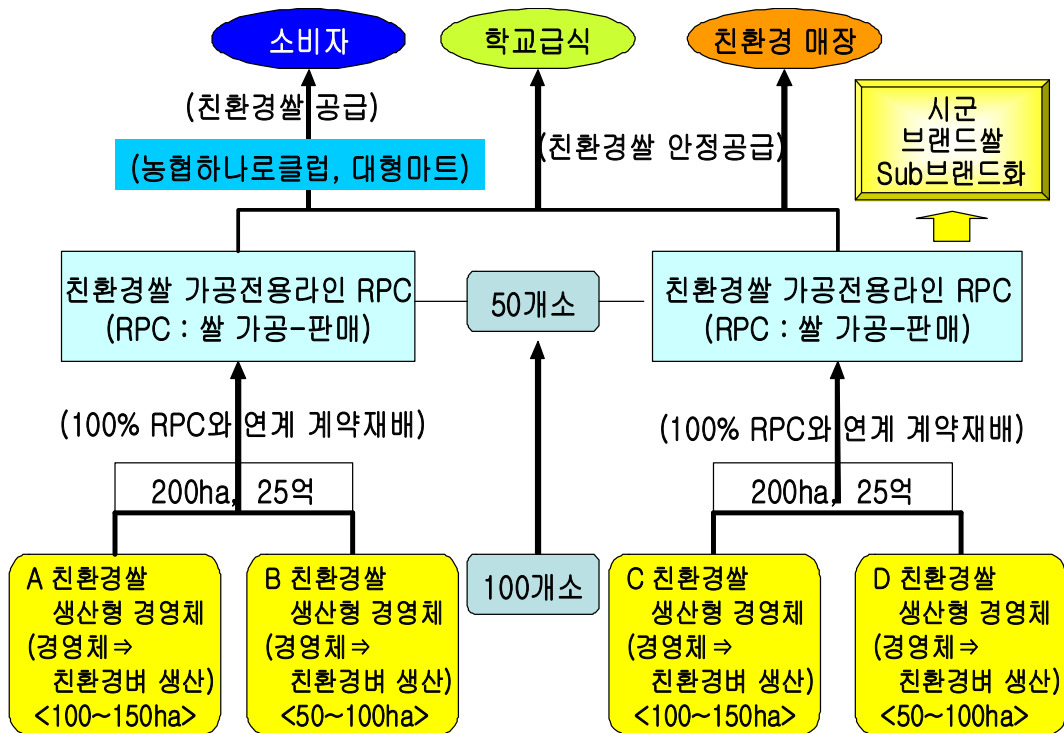 소비자
학교급식
친환경 매장
(친환경쌀 공급)
(농협하나로클럽, 대형마트)
(친환경쌀 안정공급)
시군
브랜드쌀
Sub브랜드화
친환경쌀 가공전용라인 RPC
(RPC : 쌀 가공-판매)
50개소
친환경쌀 가공전용라인 RPC
(RPC : 쌀 가공-판매)
(100% RPC와 연계 계약재배)
(100% RPC와 연계 계약재배)
200ha, 25억
200ha, 25억
A 친환경쌀
생산형 경영체
(경영체⇒
친환경벼 생산)
<100~150ha>
B 친환경쌀
생산형 경영체
(경영체⇒
친환경벼 생산)
<50~100ha>
100개소
C 친환경쌀
생산형 경영체
(경영체⇒
친환경벼 생산)
<100~150ha>
D 친환경쌀
생산형 경영체
(경영체⇒
친환경벼 생산)
<50~100ha>